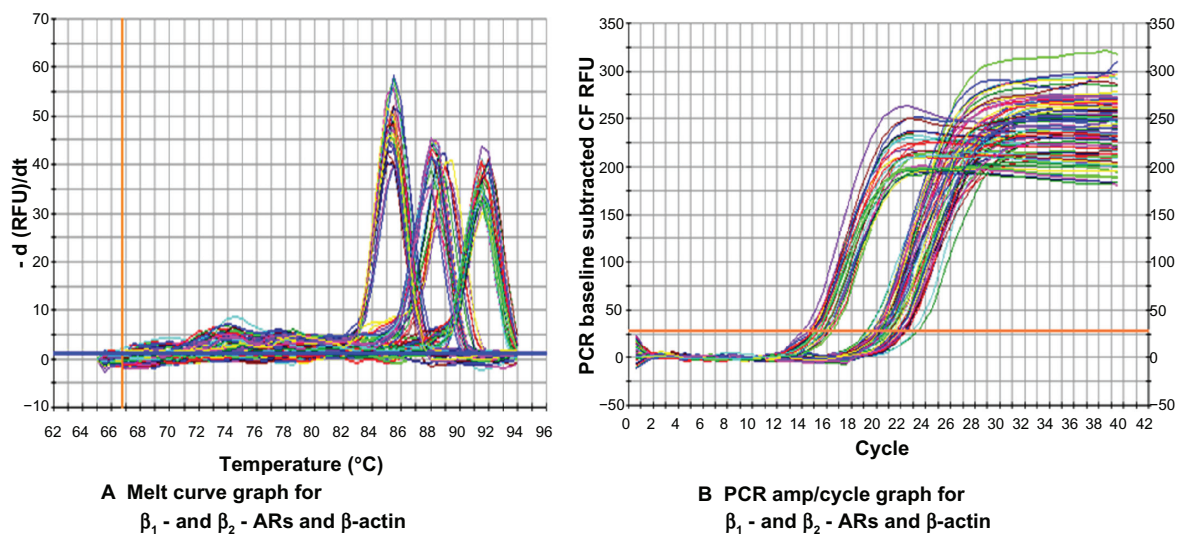 70
60
50
40
30
20
10
0
−10
- d (RFU)/dt
62 64 66 68 70 72 74 76 78 80 82 84 86 88 90 92 94 96
Temperature (°C)
A Melt curve graph for
β₁ - and β₂ - ARs and β-actin
350
300
250
200
150
100
50
0
−50
PCR baseline subtracted CF RFU
350
300
250
200
150
100
50
0
−50
0 2 4 6 8 10 12 14 16 18 20 22 24 26 28 30 32 34 36 38 40 42
Cycle
B PCR amp/cycle graph for
β₁ - and β₂ - ARs and β-actin